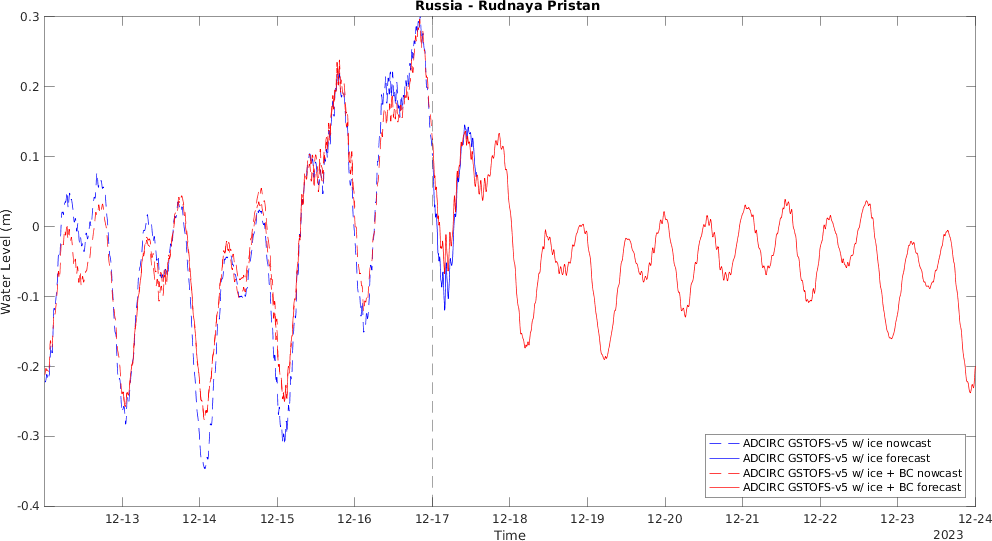 Russia - Rudnaya Pristan
0.3
0.2
0.1
0
-0.1
-0.2
-0.3
-0.4
Water Level (m)
ADCIRC GSTOFS-v5 w/ ice nowcast
ADCIRC GSTOFS-v5 w/ ice forecast
ADCIRC GSTOFS-v5 w/ ice + BC nowcast
ADCIRC GSTOFS-v5 w/ ice + BC forecast
12-13 12-14 12-15 12-16 12-17 12-18 12-19 12-20 12-21 12-22 12-23 12-24
Time
2023